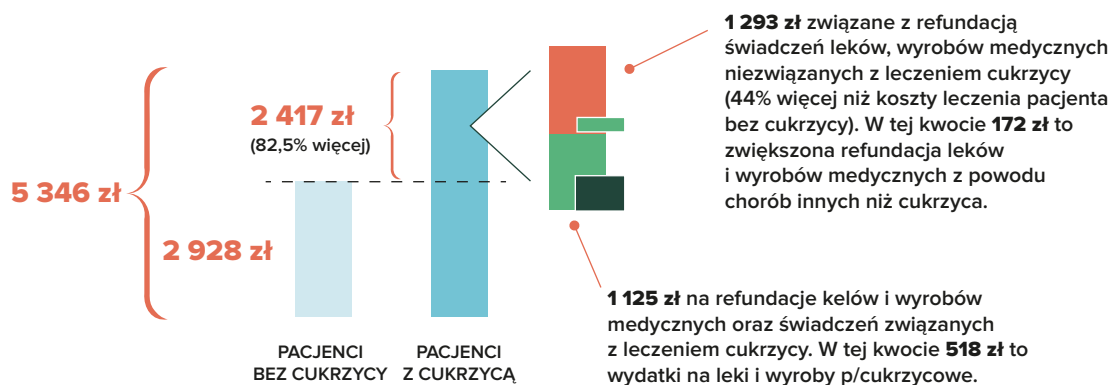 1 293 zł związane z refundacją
świadczeń leków, wyrobów medycznych
niezwiązanych z leczeniem cukrzycy
(44% więcej niż koszty leczenia pacjenta
bez cukrzycy). W tej kwocie 172 zł to
zwiększona refundacja leków
i wyrobów medycznych z powodu
chorób innych niż cukrzyca.
2 417 zł
(82,5% więcej)
5 346 zł
2 928 zł
1 125 zł na refundacje kelów i wyrobów
medycznych oraz świadczeń związanych
z leczeniem cukrzycy. W tej kwocie 518 zł to
wydatki na leki i wyroby p/cukrzycowe.
PACJENCI
BEZ CUKRZYCY
PACJENCI
Z CUKRZYCĄ